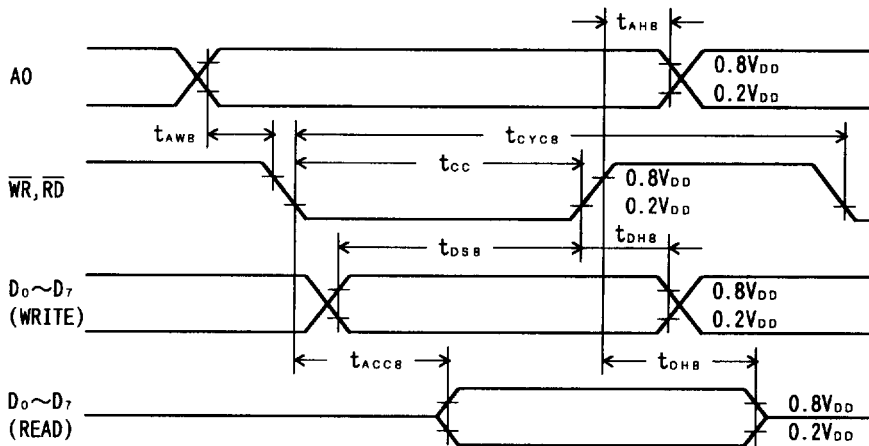 tAH8
A0
0.8VDD
0.2VDD
tAW8
tCYC8
tCC
WR,RD
0.8VDD
0.2VDD
tDS8
tDH8
D0~D7
(WRITE)
0.8VDD
0.2VDD
tACC8
tOH8
D0~D7
(READ)
0.8VDD
0.2VDD